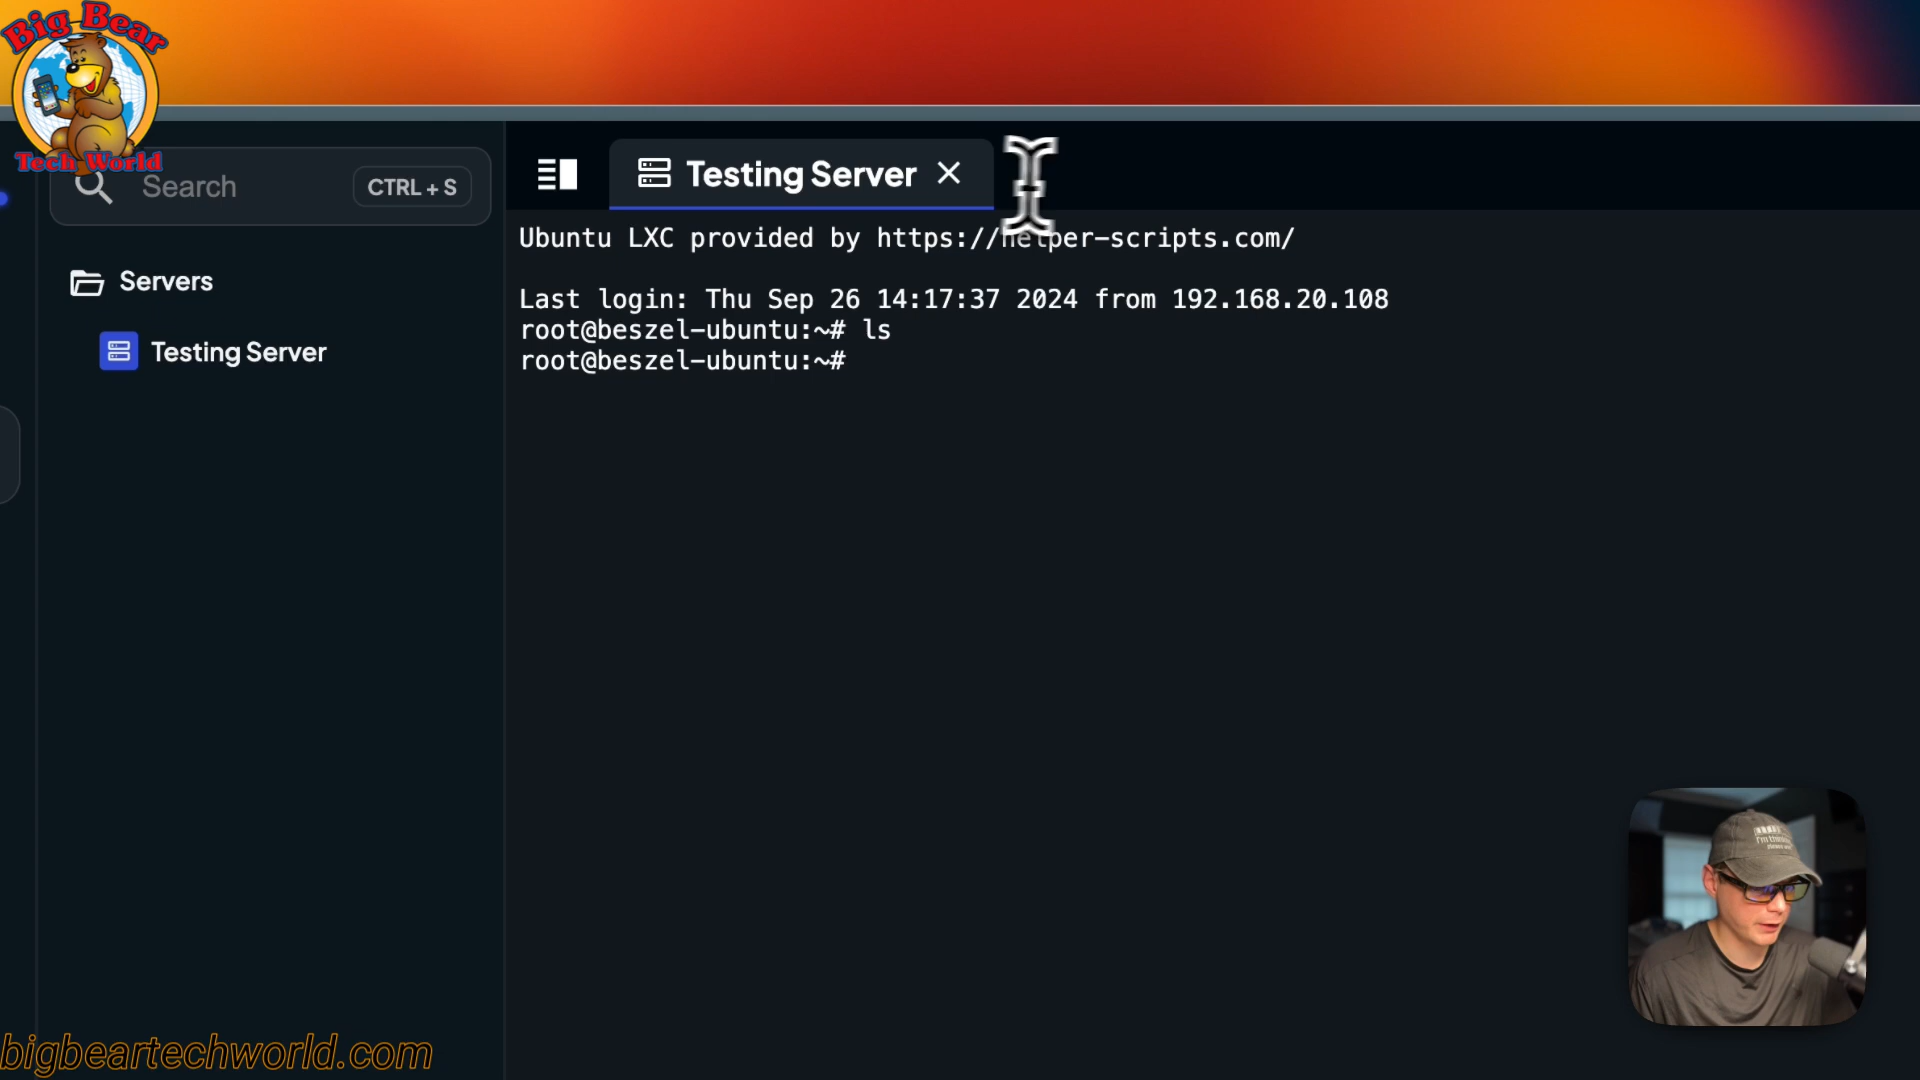 Big Bear
Tech World
Search
CTRL + S
Servers
Testing Server
Testing Server
Ubuntu LXC provided by https://helper-scripts.com/
Last login: Thu Sep 26 14:17:37 2024 from 192.168.20.108
root@beszel-ubuntu:~# ls
root@beszel-ubuntu:~#
bigbeartechworld.com